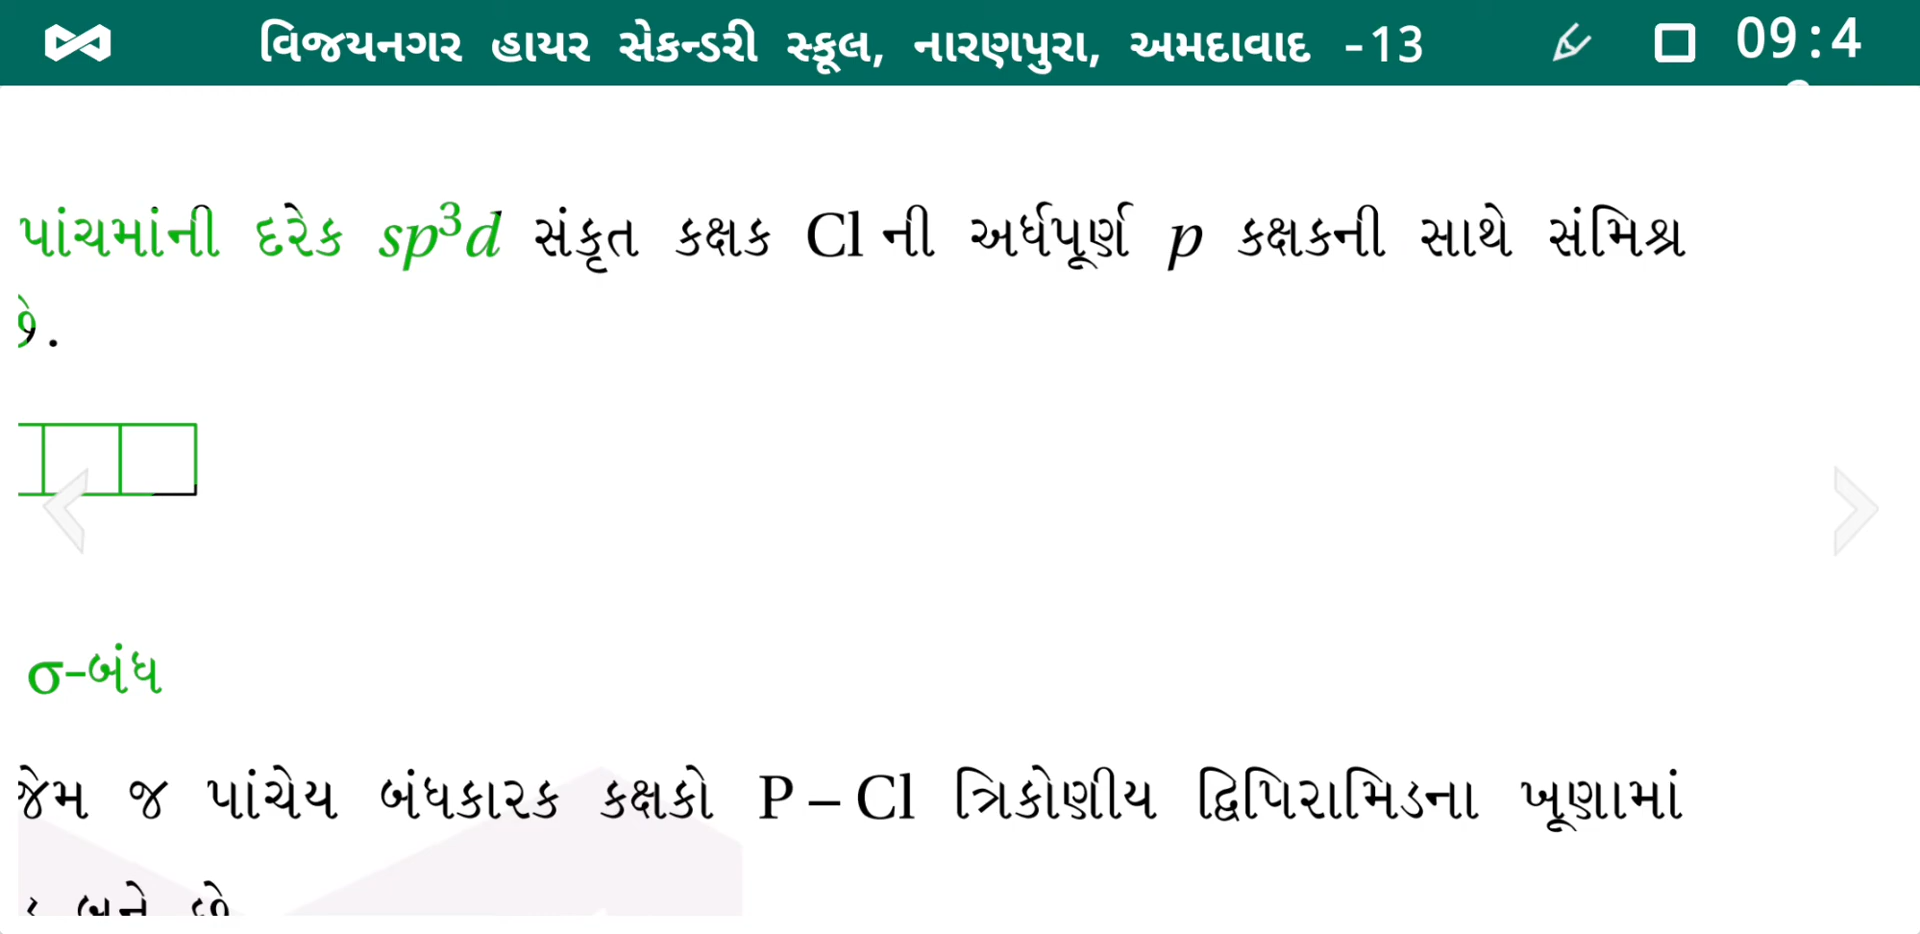 વિજયનગર હાયર સેકન્ડરી સ્કૂલ, નારણપુરા, અમદાવાદ -13
09:4
પાંચમાંની દરેક sp³d સંકૃત કક્ષક Cl ની અર્ધપૂર્ણ p કક્ષકની સાથે સંમિશ્ર
છે.
σ-બંધ
જેમ જ પાંચેય બંધકારક કક્ષકો P – Cl ત્રિકોણીય દ્વિપિરામિડના ખૂણામાં
બને છે